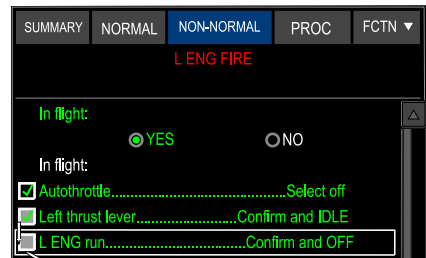 SUMMARY NORMAL NON-NORMAL PROC FCTN ▼
L ENG FIRE
In flight:
YES NO
In flight:
Autothrottle..............................................Select off
Left thrust lever..........................Confirm and IDLE
L ENG run....................................Confirm and OFF